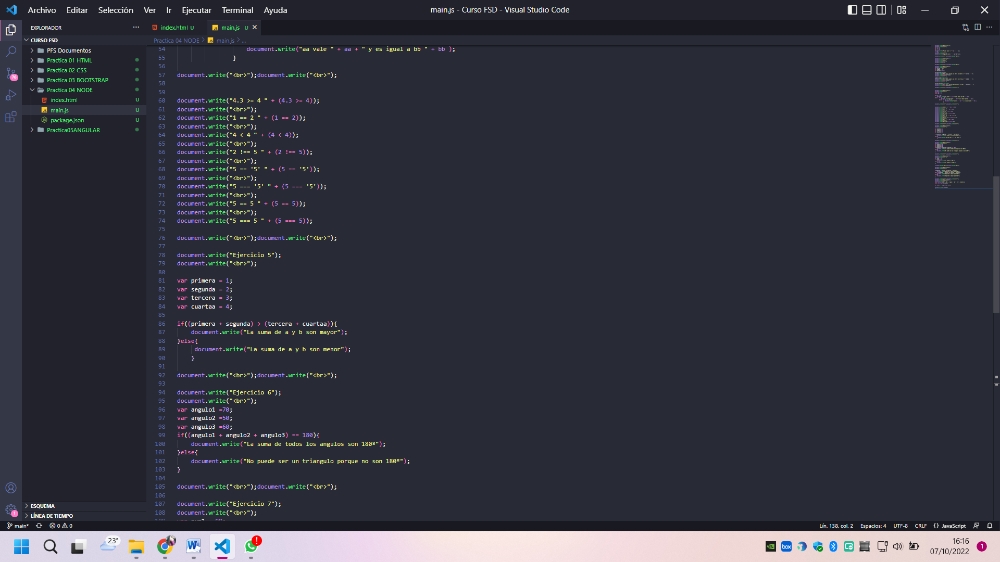 Archivo Editar Selección Ver Ir Ejecutar Terminal Ayuda
main.js - Curso FSD - Visual Studio Code
EXPLORADOR
index.html U
main.js U
CURSO FSD
PFS Documentos
Practica 01 HTML
Practica 02 CSS
Practica 03 BOOTSTRAP
Practica 04 NODE
index.html U
main.js U
package.json U
Practica05ANGULAR
76
Practica 04 NODE > main.js > ...
54 document.write("aa vale " + aa + " y es igual a bb " + bb );
55 }
56
57 document.write("<br>");document.write("<br>");
58
59
60 document.write("4.3 >= 4 " + (4.3 >= 4));
61 document.write("<br>");
62 document.write("1 == 2 " + (1 == 2));
63 document.write("<br>");
64 document.write("4 < 4 " + (4 < 4));
65 document.write("<br>");
66 document.write("2 !== 5 " + (2 !== 5));
67 document.write("<br>");
68 document.write("5 == '5' " + (5 == '5'));
69 document.write("<br>");
70 document.write("5 === '5' " + (5 === '5'));
71 document.write("<br>");
72 document.write("5 == 5 " + (5 == 5));
73 document.write("<br>");
74 document.write("5 === 5 " + (5 === 5));
75
76 document.write("<br>");document.write("<br>");
77
78 document.write("Ejercicio 5");
79 document.write("<br>");
80
81 var primera = 1;
82 var segunda = 2;
83 var tercera = 3;
84 var cuartaa = 4;
85
86 if((primera + segunda) > (tercera + cuartaa)){
87 document.write("La suma de a y b son mayor");
88 }else{
89 document.write("La suma de a y b son menor");
90 }
91
92 document.write("<br>");document.write("<br>");
93
94 document.write("Ejercicio 6");
95 document.write("<br>");
96 var angulo1 =70;
97 var angulo2 =50;
98 var angulo3 =60;
99 if((angulo1 + angulo2 + angulo3) == 180){
100 document.write("La suma de todos los angulos son 180º");
101 }else{
102 document.write("No puede ser un triangulo porque no son 180º");
103 }
104
105 document.write("<br>");document.write("<br>");
106
107 document.write("Ejercicio 7");
108 document.write("<br>");
ESQUEMA
LÍNEA DE TIEMPO
1
main* 0 0
Lín. 138, col. 2 Espacios: 4 UTF-8 CRLF {} JavaScript
23°
W
!
box
16:16
07/10/2022
1